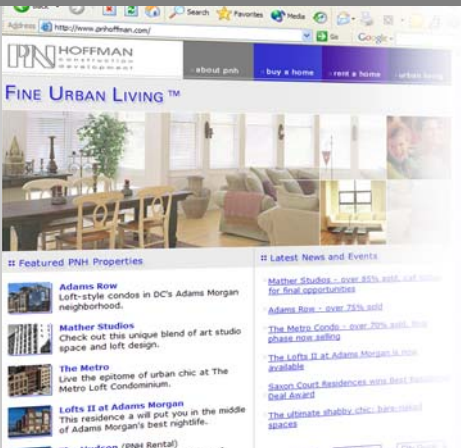 Back
Search
Favorites
Media
Address http://www.pnhoffman.com/
Go
Google
PN HOFFMAN
construction
development
about pnh
buy a home
rent a home
urban living
FINE URBAN LIVING ™
:: Featured PNH Properties
Adams Row
Loft-style condos in DC's Adams Morgan
neighborhood.
Mather Studios
Check out this unique blend of art studio
space and loft design.
The Metro
Live the epitome of urban chic at The
Metro Loft Condominium.
Lofts II at Adams Morgan
This residence a will put you in the middle
of Adams Morgan's best nightlife.
The Hudson (PNH Rental)
:: Latest News and Events
Mather Studios - over 85% sold,
for final opportunities
Adams Row - over 75% sold
The Metro Condo - over 70% sold, final
phase now selling
The Lofts II at Adams Morgan is now
available
Saxon Court Residences wins Best
Deal Award
The ultimate shabby chic: bare-naked
spaces